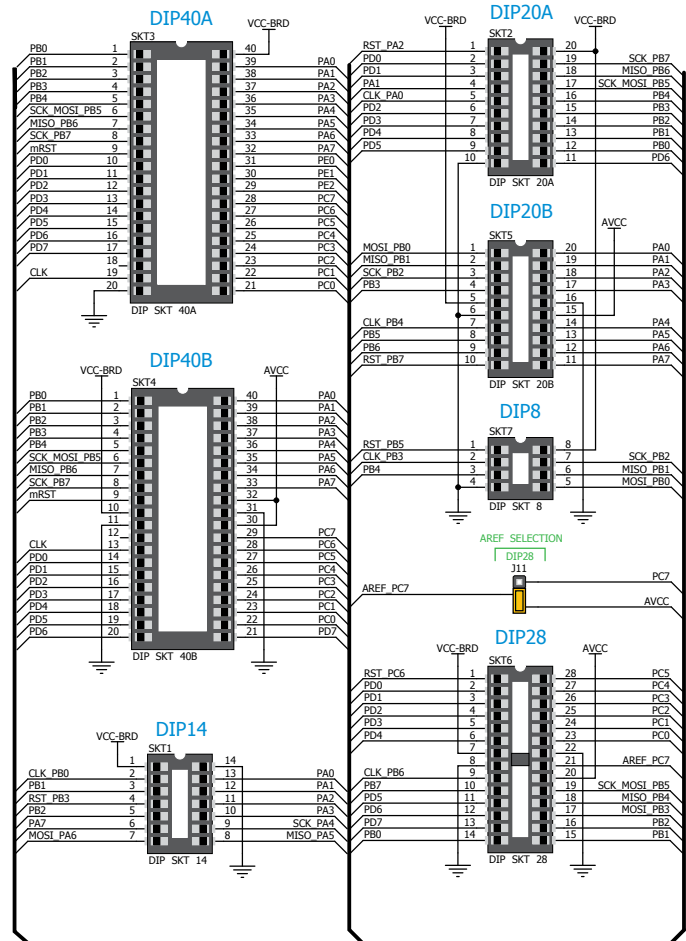 DIP40A
VCC-BRD
SKT3
PB0 1 40
PB1 2 39 PA0
PB2 3 38 PA1
PB3 4 37 PA2
PB4 5 36 PA3
SCK_MOSI_PB5 6 35 PA4
MISO_PB6 7 34 PA5
SCK_PB7 8 33 PA6
mRST 9 32 PA7
PD0 10 31 PE0
PD1 11 30 PE1
PD2 12 29 PE2
PD3 13 28 PC7
PD4 14 27 PC6
PD5 15 26 PC5
PD6 16 25 PC4
PD7 17 24 PC3
18 23 PC2
CLK 19 22 PC1
20 21 PC0
DIP SKT 40A
DIP40B
VCC-BRD AVCC
SKT4
PB0 1 40 PA0
PB1 2 39 PA1
PB2 3 38 PA2
PB3 4 37 PA3
PB4 5 36 PA4
SCK_MOSI_PB5 6 35 PA5
MISO_PB6 7 34 PA6
SCK_PB7 8 33 PA7
mRST 9 32
10 31
11 30
12 29 PC7
CLK 13 28 PC6
PD0 14 27 PC5
PD1 15 26 PC4
PD2 16 25 PC3
PD3 17 24 PC2
PD4 18 23 PC1
PD5 19 22 PC0
PD6 20 21 PD7
DIP SKT 40B
DIP14
VCC-BRD
SKT1
1 14
CLK_PB0 2 13 PA0
PB1 3 12 PA1
RST_PB3 4 11 PA2
PB2 5 10 PA3
PA7 6 9 SCK_PA4
MOSI_PA6 7 8 MISO_PA5
DIP SKT 14
DIP20A
VCC-BRD VCC-BRD
SKT2
RST_PA2 1 20
PD0 2 19 SCK_PB7
PD1 3 18 MISO_PB6
PA1 4 17 SCK_MOSI_PB5
CLK_PA0 5 16 PB4
PD2 6 15 PB3
PD3 7 14 PB2
PD4 8 13 PB1
PD5 9 12 PB0
10 11 PD6
DIP SKT 20A
DIP20B
AVCC
SKT5
MOSI_PB0 1 20 PA0
MISO_PB1 2 19 PA1
SCK_PB2 3 18 PA2
PB3 4 17 PA3
5 16
6 15
CLK_PB4 7 14 PA4
PB5 8 13 PA5
PB6 9 12 PA6
RST_PB7 10 11 PA7
DIP SKT 20B
DIP8
SKT7
RST_PB5 1 8
CLK_PB3 2 7 SCK_PB2
PB4 3 6 MISO_PB1
4 5 MOSI_PB0
DIP SKT 8
AREF SELECTION
DIP28
J11
PC7
AREF_PC7
AVCC
DIP28
VCC-BRD AVCC
SKT6
RST_PC6 1 28 PC5
PD0 2 27 PC4
PD1 3 26 PC3
PD2 4 25 PC2
PD3 5 24 PC1
PD4 6 23 PC0
7 22
8 21 AREF_PC7
CLK_PB6 9 20
PB7 10 19 SCK_MOSI_PB5
PD5 11 18 MISO_PB4
PD6 12 17 MOSI_PB3
PD7 13 16 PB2
PB0 14 15 PB1
DIP SKT 28